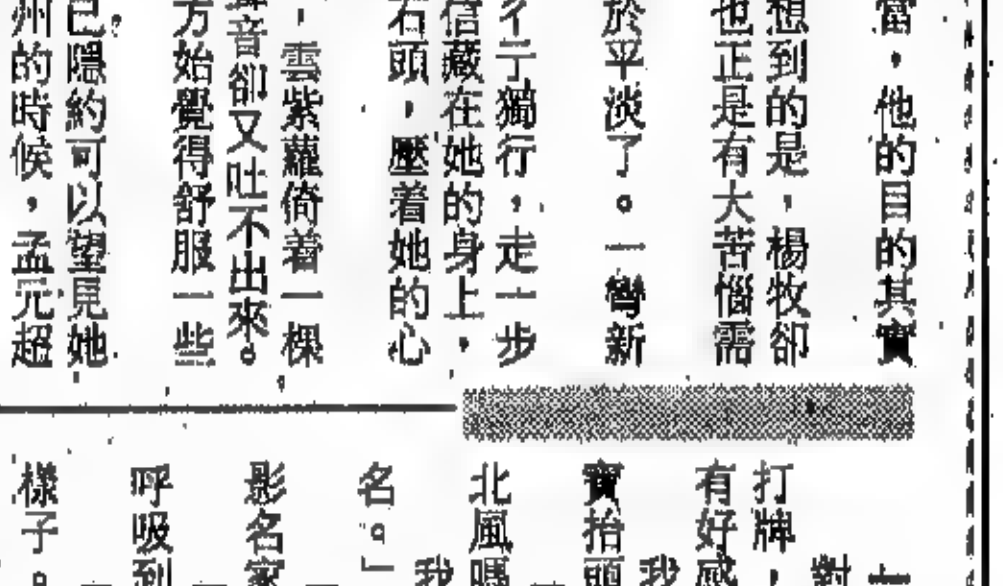 當,他的目的其實
想到的是,楊牧卻
也正是有大苦惱需
於平淡了。一彎新
彳亍獨行,走一步
信藏在她的身上,
石頭,壓着她的心
,雲紫蘿倚着一棵
聲音卻又吐不出來。
方始覺得舒服一些
已隱約可以望見她
州的時候,孟元超
對
打牌,
有好感
我
實抬頭
北風嗎
我
名。」
影名家
呼吸到
樣子。